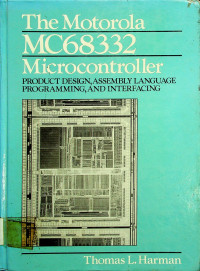 The Motorola
MC68332
Microcontroller
PRODUCT DESIGN, ASSEMBLY LANGUAGE
PROGRAMMING, AND INTERFACING
Thomas L. Harman